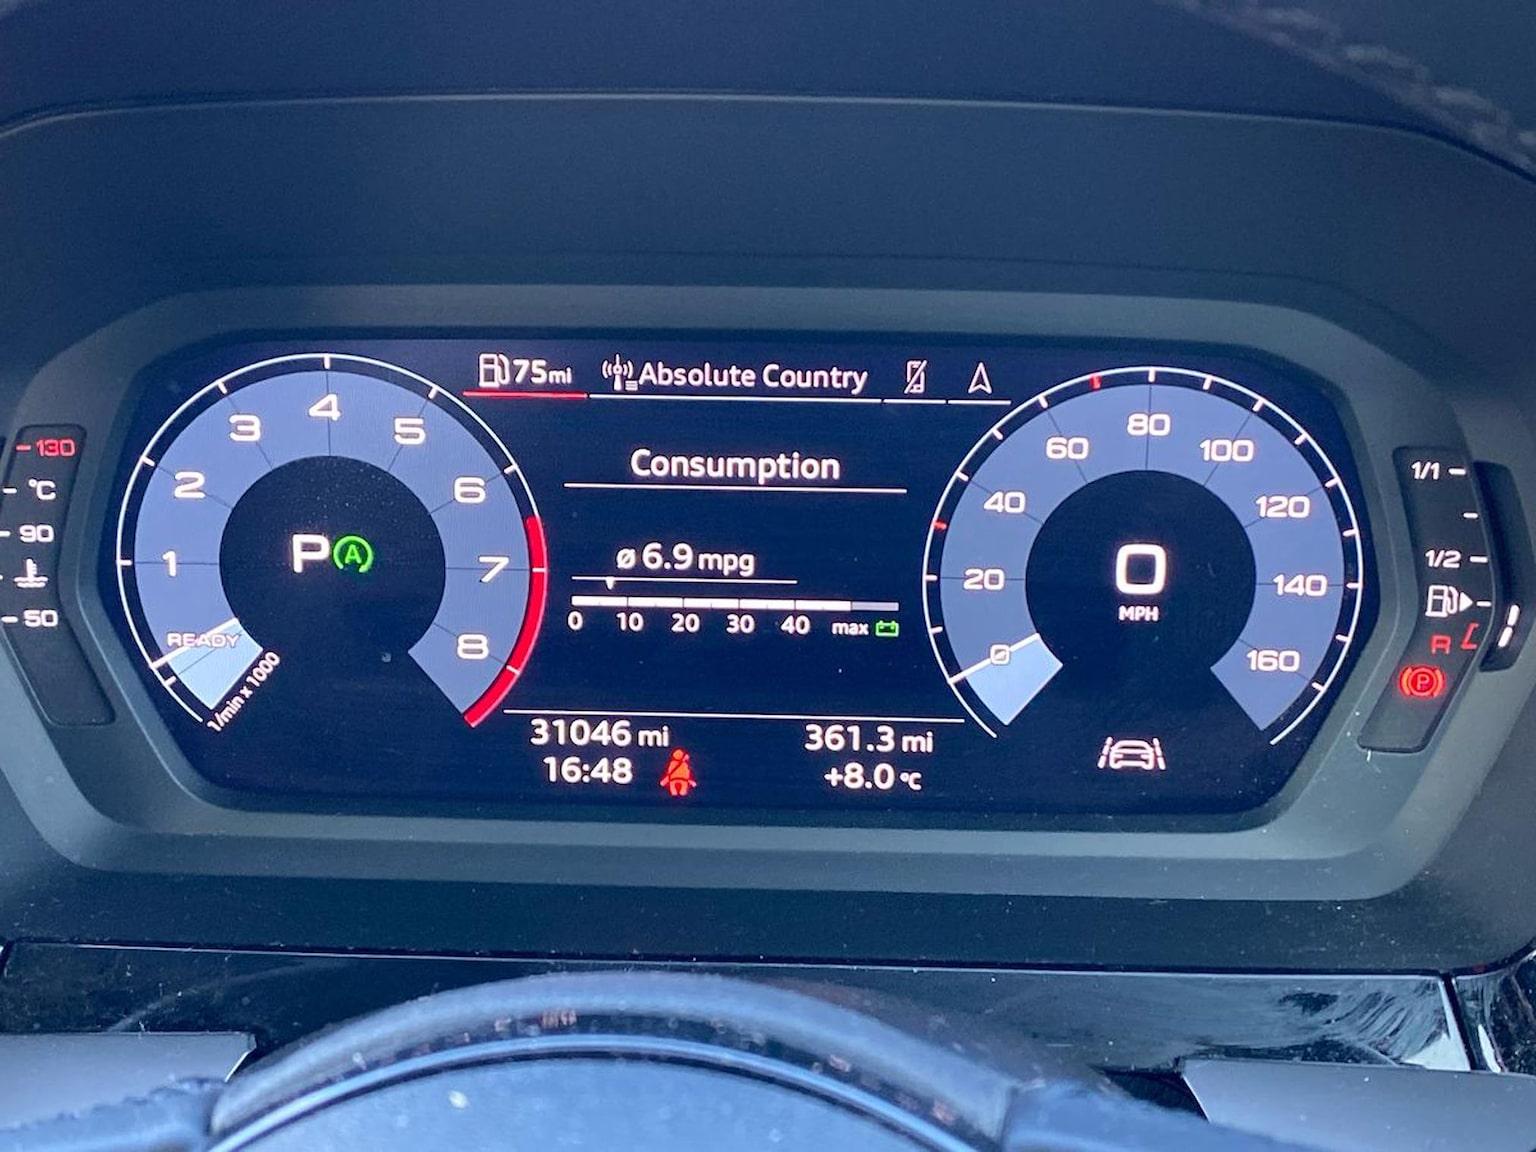 75mi
Absolute Country
Consumption
ø 6.9 mpg
0 10 20 30 40 max
31046 mi
361.3 mi
16:48
+8.0 °C
1 2 3 4 5 6 7 8
READY
1/min x 1000
P A
0 20 40 60 80 100 120 140 160
0
MPH
130
°C
90
50
1/1
1/2
R
P